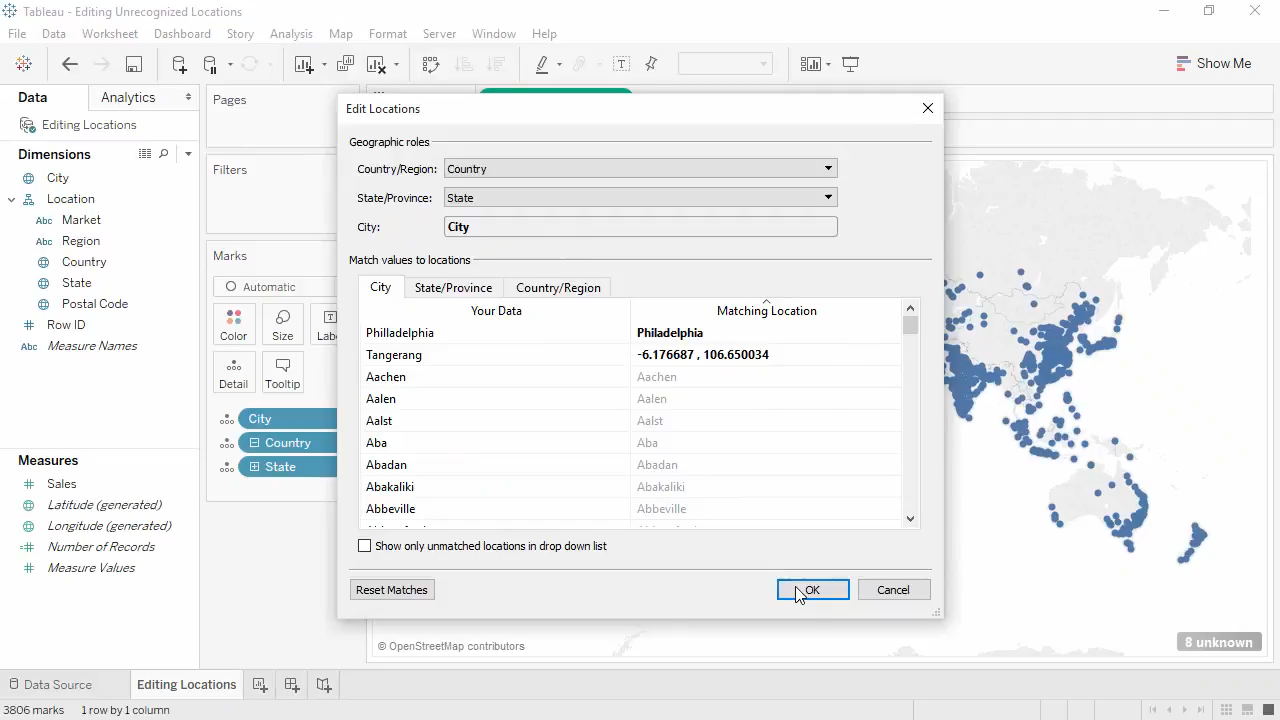 Tableau - Editing Unrecognized Locations
File Data Worksheet Dashboard Story Analysis Map Format Server Window Help
Show Me
Data
Analytics
Editing Locations
Dimensions
City
Location
Abc Market
Abc Region
Country
State
Postal Code
Row ID
Abc Measure Names
Measures
Sales
Latitude (generated)
Longitude (generated)
Number of Records
Measure Values
Pages
Filters
Marks
Automatic
Color
Size
Detail
Tooltip
City
Country
State
Edit Locations
Geographic roles
Country/Region: Country
State/Province: State
City: City
Match values to locations
City State/Province Country/Region
Your Data Matching Location
Philladelphia Philadelphia
Tangerang -6.176687 , 106.650034
Aachen Aachen
Aalen Aalen
Aalst Aalst
Aba Aba
Abadan Abadan
Abakaliki Abakaliki
Abbeville Abbeville
Show only unmatched locations in drop down list
Reset Matches
OK
Cancel
© OpenStreetMap contributors
8 unknown
Data Source
Editing Locations
3806 marks 1 row by 1 column